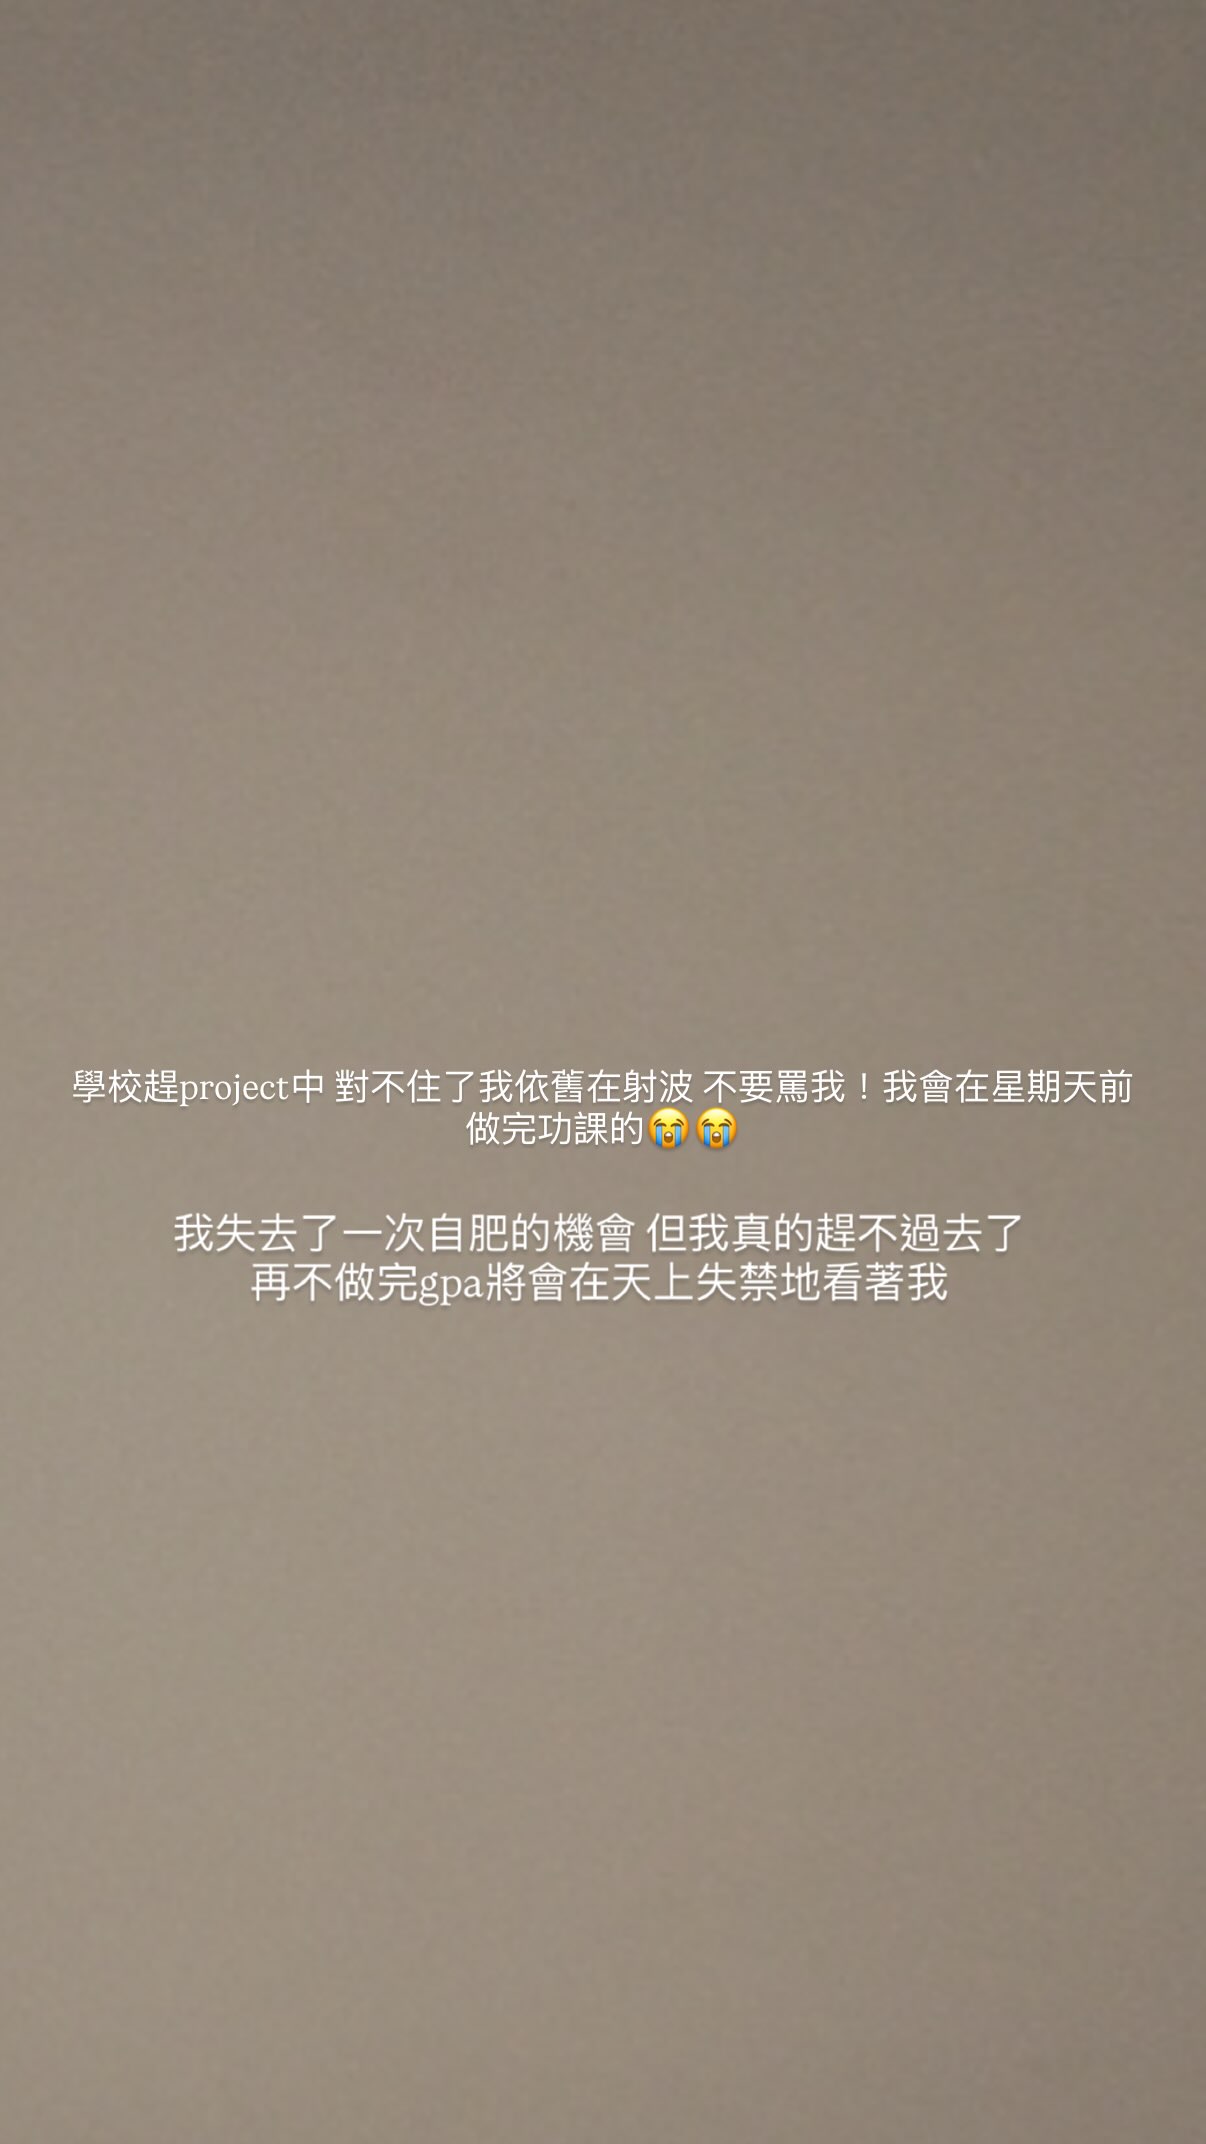 學校趕project中 對不住了我依舊在射波 不要罵我！我會在星期天前
做完功課的😭😭
我失去了一次自肥的機會 但我真的趕不過去了
再不做完gpa將會在天上失禁地看著我